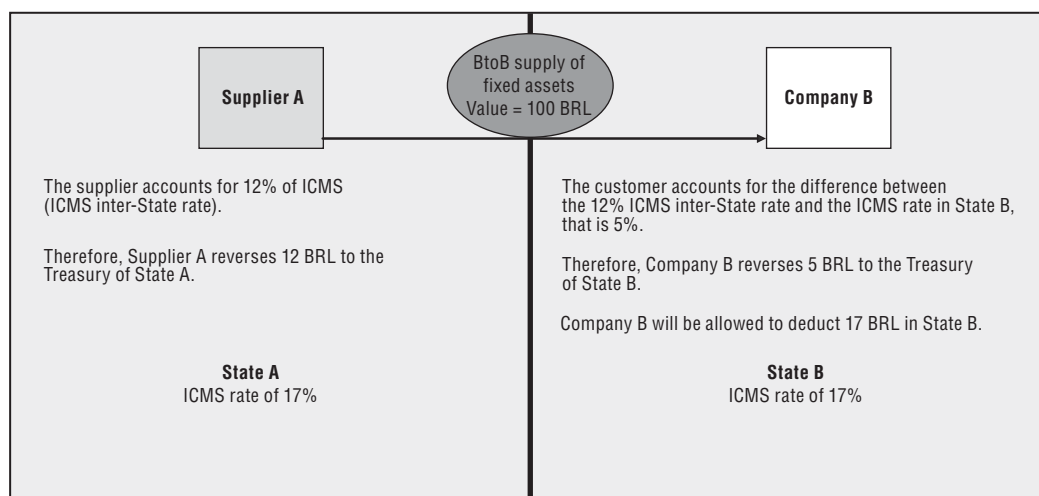 BtoB supply of
fixed assets
Value = 100 BRL
Supplier A
Company B
The supplier accounts for 12% of ICMS
(ICMS inter-State rate).
Therefore, Supplier A reverses 12 BRL to the
Treasury of State A.
State A
ICMS rate of 17%
The customer accounts for the difference between
the 12% ICMS inter-State rate and the ICMS rate in State B,
that is 5%.
Therefore, Company B reverses 5 BRL to the Treasury
of State B.
Company B will be allowed to deduct 17 BRL in State B.
State B
ICMS rate of 17%